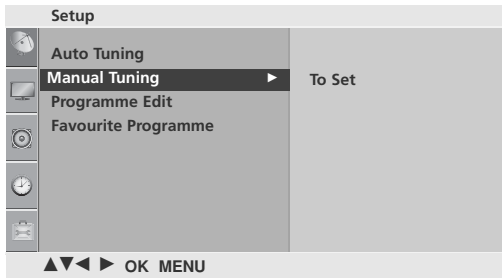 Setup
Auto Tuning
Manual Tuning ► To Set
Programme Edit
Favourite Programme
▲▼◄ ► OK MENU